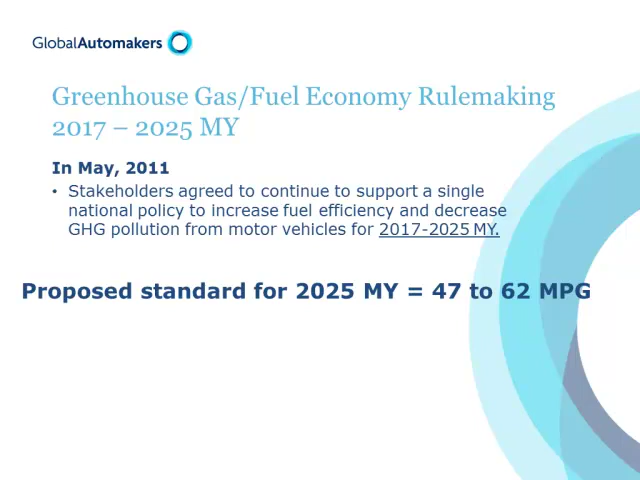 GlobalAutomakers
Greenhouse Gas/Fuel Economy Rulemaking
2017 – 2025 MY
In May, 2011
• Stakeholders agreed to continue to support a single
national policy to increase fuel efficiency and decrease
GHG pollution from motor vehicles for 2017-2025 MY.
Proposed standard for 2025 MY = 47 to 62 MPG